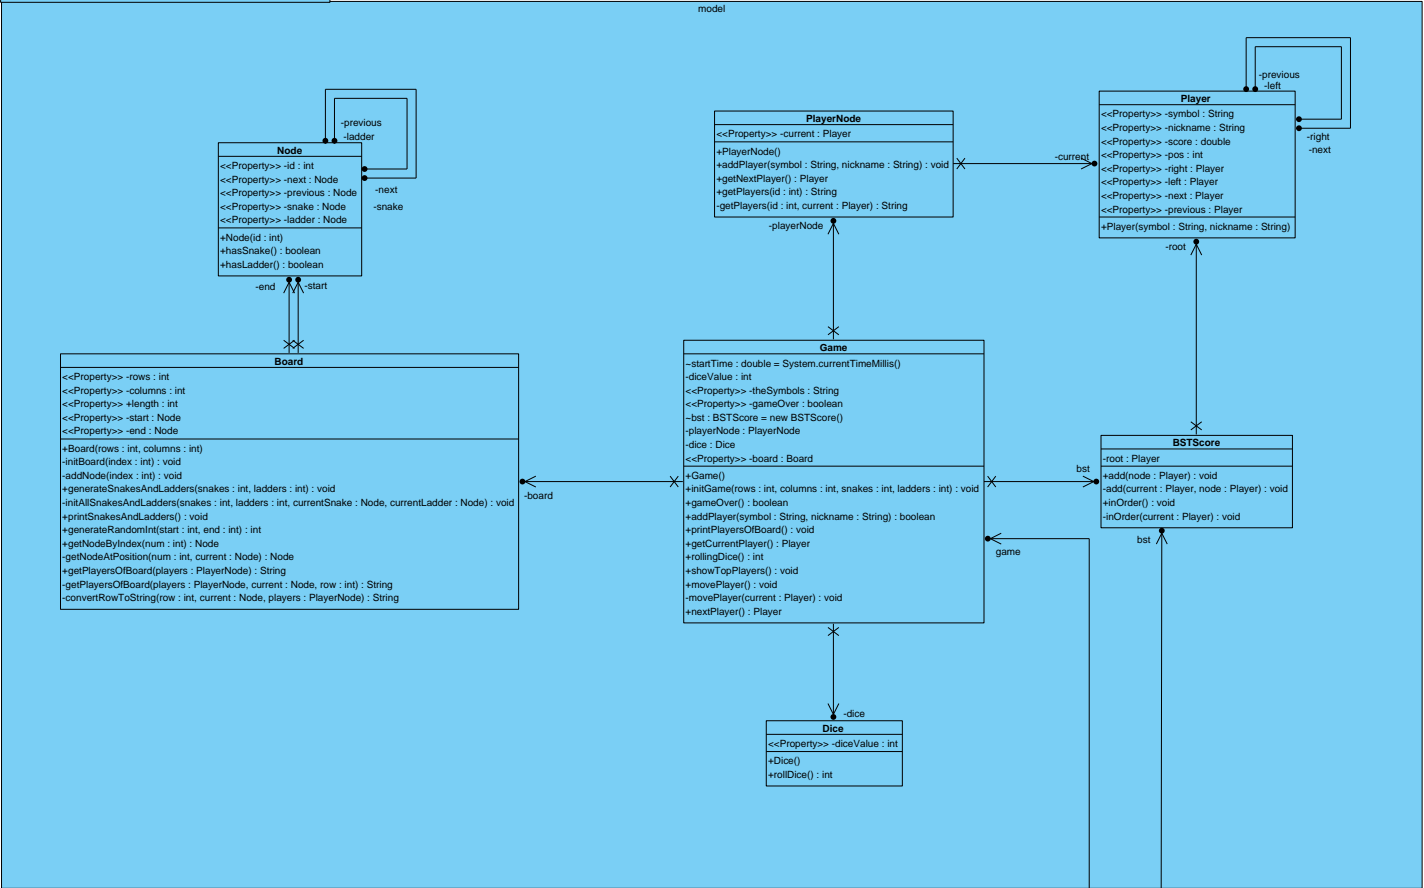 model
-previous
-left
Player
<<Property>> -symbol : String
<<Property>> -nickname : String
<<Property>> -score : double
<<Property>> -pos : int
<<Property>> -right : Player
<<Property>> -left : Player
<<Property>> -next : Player
<<Property>> -previous : Player
+Player(symbol : String, nickname : String)
-right
-next
-root
PlayerNode
<<Property>> -current : Player
+PlayerNode()
+addPlayer(symbol : String, nickname : String) : void
+getNextPlayer() : Player
+getPlayers(id : int) : String
-getPlayers(id : int, current : Player) : String
-current
-playerNode
-previous
-ladder
Node
<<Property>> -id : int
<<Property>> -next : Node
<<Property>> -previous : Node
<<Property>> -snake : Node
<<Property>> -ladder : Node
+Node(id : int)
+hasSnake() : boolean
+hasLadder() : boolean
-next
-snake
-end
-start
Board
<<Property>> -rows : int
<<Property>> -columns : int
<<Property>> +length : int
<<Property>> -start : Node
<<Property>> -end : Node
+Board(rows : int, columns : int)
-initBoard(index : int) : void
-addNode(index : int) : void
+generateSnakesAndLadders(snakes : int, ladders : int) : void
-initAllSnakesAndLadders(snakes : int, ladders : int, currentSnake : Node, currentLadder : Node) : void
+printSnakesAndLadders() : void
+generateRandomInt(start : int, end : int) : int
+getNodeByIndex(num : int) : Node
-getNodeAtPosition(num : int, current : Node) : Node
+getPlayersOfBoard(players : PlayerNode) : String
-getPlayersOfBoard(players : PlayerNode, current : Node, row : int) : String
-convertRowToString(row : int, current : Node, players : PlayerNode) : String
-board
Game
~startTime : double = System.currentTimeMillis()
-diceValue : int
<<Property>> -theSymbols : String
<<Property>> -gameOver : boolean
~bst : BSTScore = new BSTScore()
-playerNode : PlayerNode
-dice : Dice
<<Property>> -board : Board
+Game()
+initGame(rows : int, columns : int, snakes : int, ladders : int) : void
+gameOver() : boolean
+addPlayer(symbol : String, nickname : String) : boolean
+printPlayersOfBoard() : void
+getCurrentPlayer() : Player
+rollingDice() : int
+showTopPlayers() : void
+movePlayer() : void
-movePlayer(current : Player) : void
+nextPlayer() : Player
bst
BSTScore
-root : Player
+add(node : Player) : void
-add(current : Player, node : Player) : void
+inOrder() : void
-inOrder(current : Player) : void
bst
game
-dice
Dice
<<Property>> -diceValue : int
+Dice()
+rollDice() : int